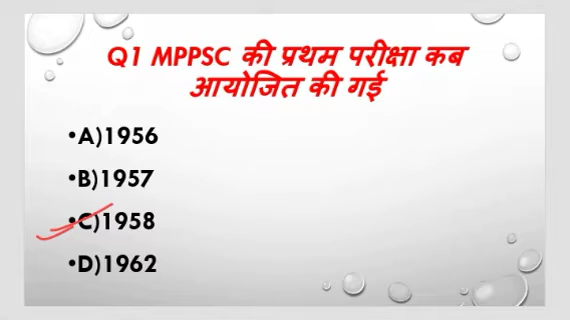 Q1 MPPSC की प्रथम परीक्षा कब
आयोजित की गई
•A)1956
•B)1957
•C)1958
•D)1962